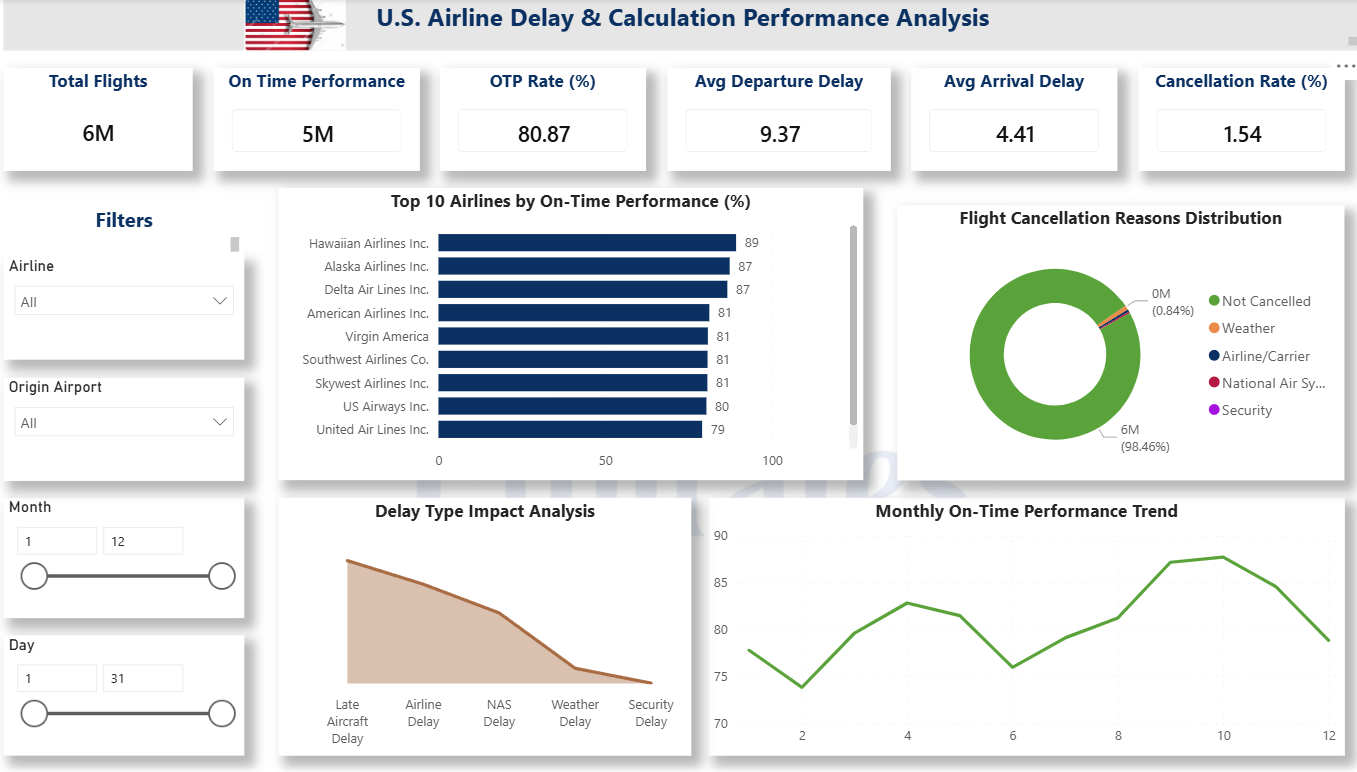 U.S. Airline Delay & Calculation Performance Analysis
Total Flights
6M
On Time Performance
5M
OTP Rate (%)
80.87
Avg Departure Delay
9.37
Avg Arrival Delay
4.41
Cancellation Rate (%)
1.54
Filters
Airline
All
Origin Airport
All
Month
1
12
Day
1
31
Top 10 Airlines by On-Time Performance (%)
Hawaiian Airlines Inc. 89
Alaska Airlines Inc. 87
Delta Air Lines Inc. 87
American Airlines Inc. 81
Virgin America 81
Southwest Airlines Co. 81
Skywest Airlines Inc. 81
US Airways Inc. 80
United Air Lines Inc. 79
0 50 100
Flight Cancellation Reasons Distribution
0M
(0.84%)
6M
(98.46%)
Not Cancelled
Weather
Airline/Carrier
National Air Sy...
Security
Delay Type Impact Analysis
Late
Aircraft
Delay
Airline
Delay
NAS
Delay
Weather
Delay
Security
Delay
Monthly On-Time Performance Trend
90
85
80
75
70
2 4 6 8 10 12